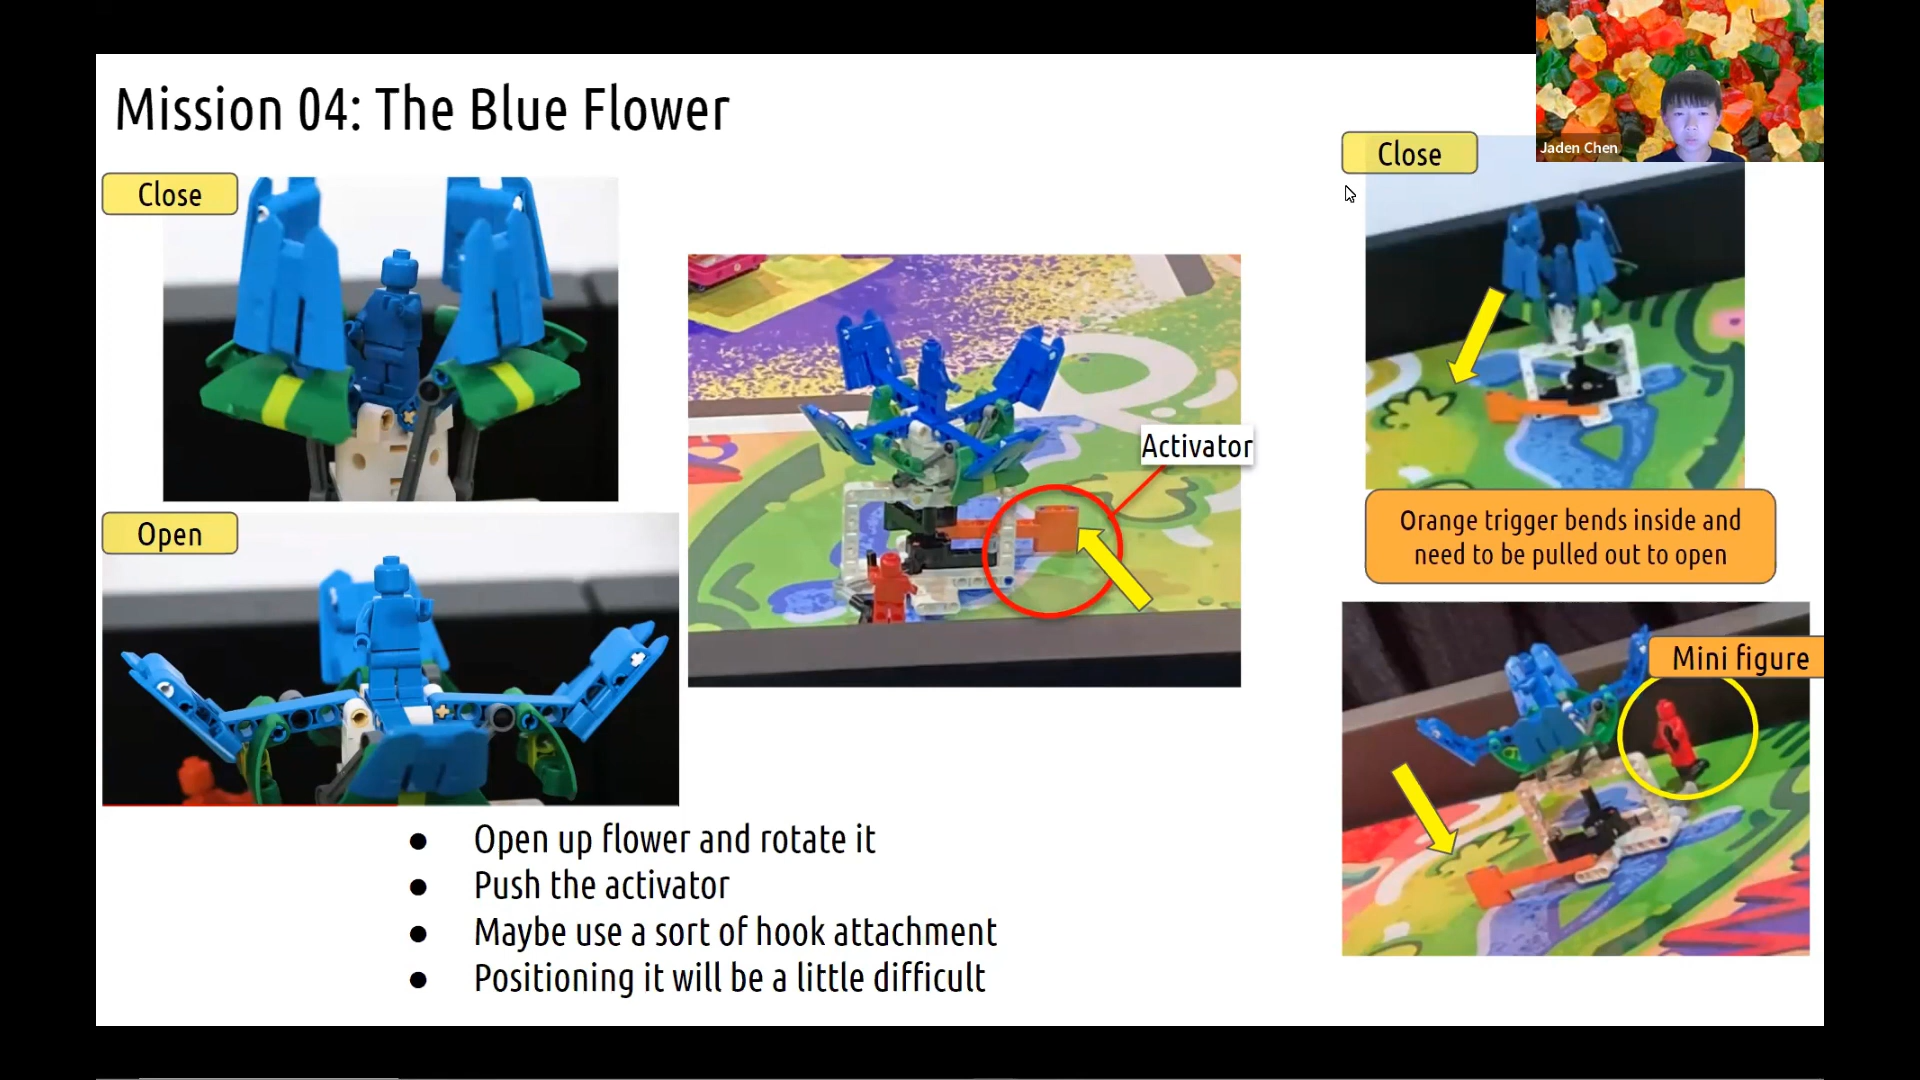 Mission 04: The Blue Flower
Close
Open
Activator
Close
Jaden Chen
Orange trigger bends inside and
need to be pulled out to open
Mini figure
● Open up flower and rotate it
● Push the activator
● Maybe use a sort of hook attachment
● Positioning it will be a little difficult